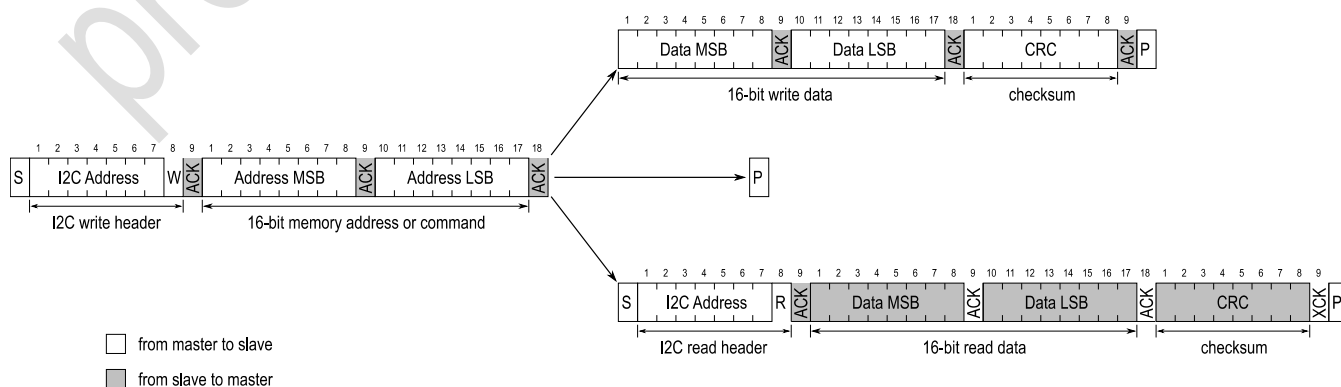 pre
1 2 3 4 5 6 7 8 9 10 11 12 13 14 15 16 17 18 1 2 3 4 5 6 7 8 9
Data MSB ACK Data LSB ACK CRC ACK P
16-bit write data checksum
1 2 3 4 5 6 7 8 9 1 2 3 4 5 6 7 8 9 10 11 12 13 14 15 16 17 18
S I2C Address W ACK Address MSB ACK Address LSB ACK P
I2C write header 16-bit memory address or command
1 2 3 4 5 6 7 8 9 1 2 3 4 5 6 7 8 9 10 11 12 13 14 15 16 17 18 1 2 3 4 5 6 7 8 9
S I2C Address R ACK Data MSB ACK Data LSB ACK CRC XCK P
I2C read header 16-bit read data checksum
from master to slave
from slave to master